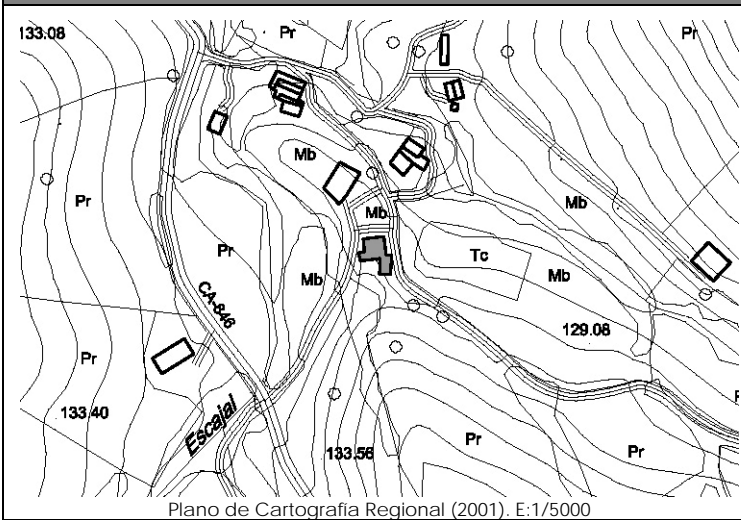 133.08
Pr
Pr
Mb
Pr
Mb
Mb
Pr
Mb
Tc
Mb
CA-846
129.08
Pr
133.40
Escajal
133.56
Pr
Pr
Plano de Cartografía Regional (2001). E:1/5000